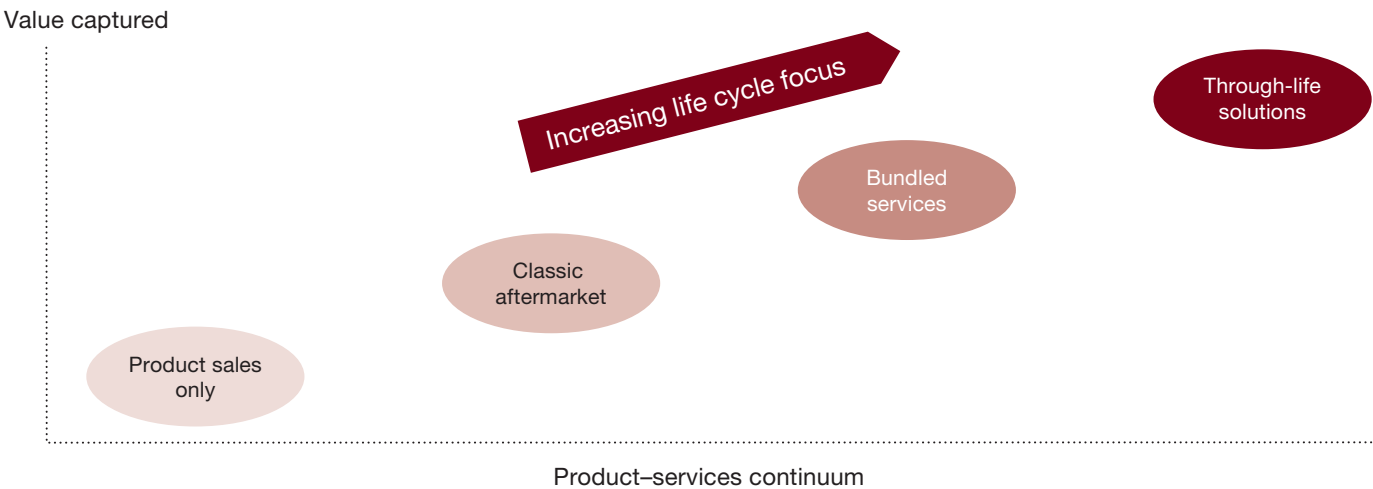 Value captured
Increasing life cycle focus
Through-life
solutions
Bundled
services
Classic
aftermarket
Product sales
only
Product–services continuum